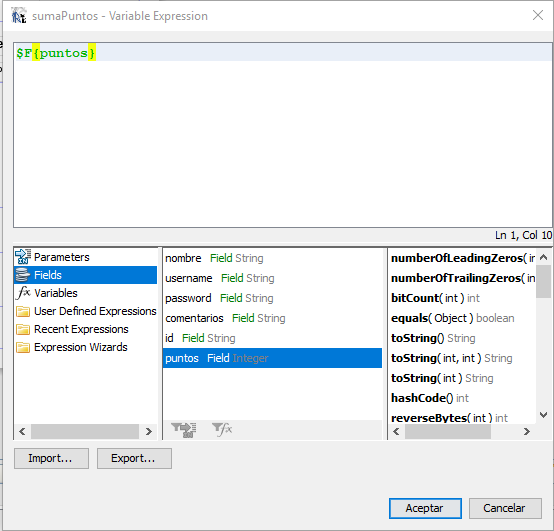 sumaPuntos - Variable Expression
$F{puntos}
Ln 1, Col 10
Parameters
Fields
Variables
User Defined Expressions
Recent Expressions
Expression Wizards
nombre Field String
username Field String
password Field String
comentarios Field String
id Field String
puntos Field Integer
numberOfLeadingZeros( in
numberOfTrailingZeros( in
bitCount( int ) int
equals( Object ) boolean
toString() String
toString( int, int ) String
toString( int ) String
hashCode() int
reverseBytes( int ) int
Import...
Export...
Aceptar
Cancelar